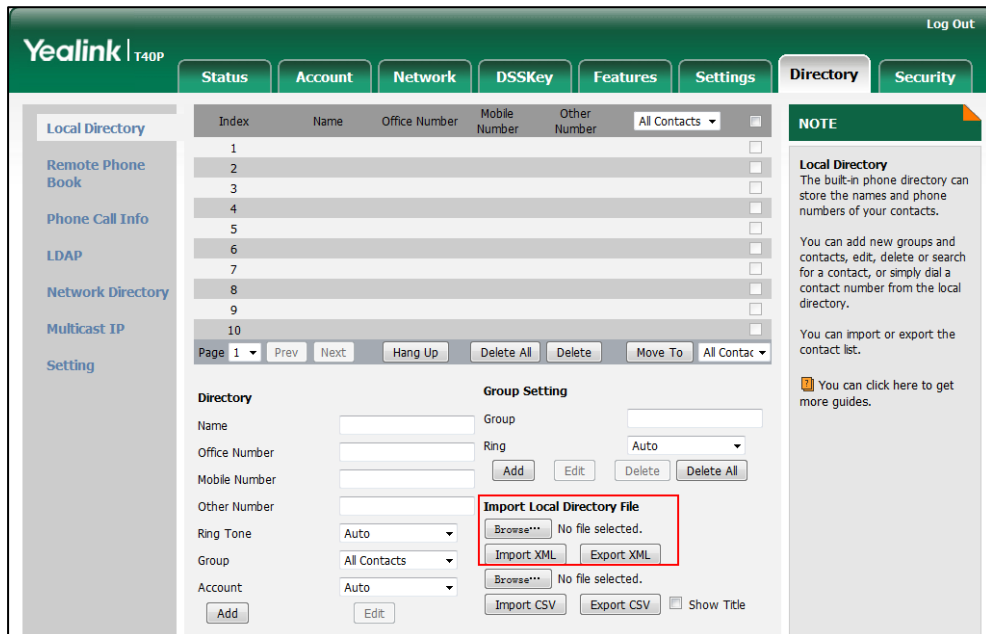 Log Out
Yealink T40P
Status Account Network DSSKey Features Settings Directory Security
Local Directory
Remote Phone
Book
Phone Call Info
LDAP
Network Directory
Multicast IP
Setting
Index Name Office Number Mobile Number Other Number All Contacts
1
2
3
4
5
6
7
8
9
10
Page 1 Prev Next Hang Up Delete All Delete Move To All Contac
Directory
Name
Office Number
Mobile Number
Other Number
Ring Tone Auto
Group All Contacts
Account Auto
Add Edit
Group Setting
Group
Ring Auto
Add Edit Delete Delete All
Import Local Directory File
Browse... No file selected.
Import XML Export XML
Browse... No file selected.
Import CSV Export CSV Show Title
NOTE
Local Directory
The built-in phone directory can
store the names and phone
numbers of your contacts.
You can add new groups and
contacts, edit, delete or search
for a contact, or simply dial a
contact number from the local
directory.
You can import or export the
contact list.
You can click here to get
more guides.